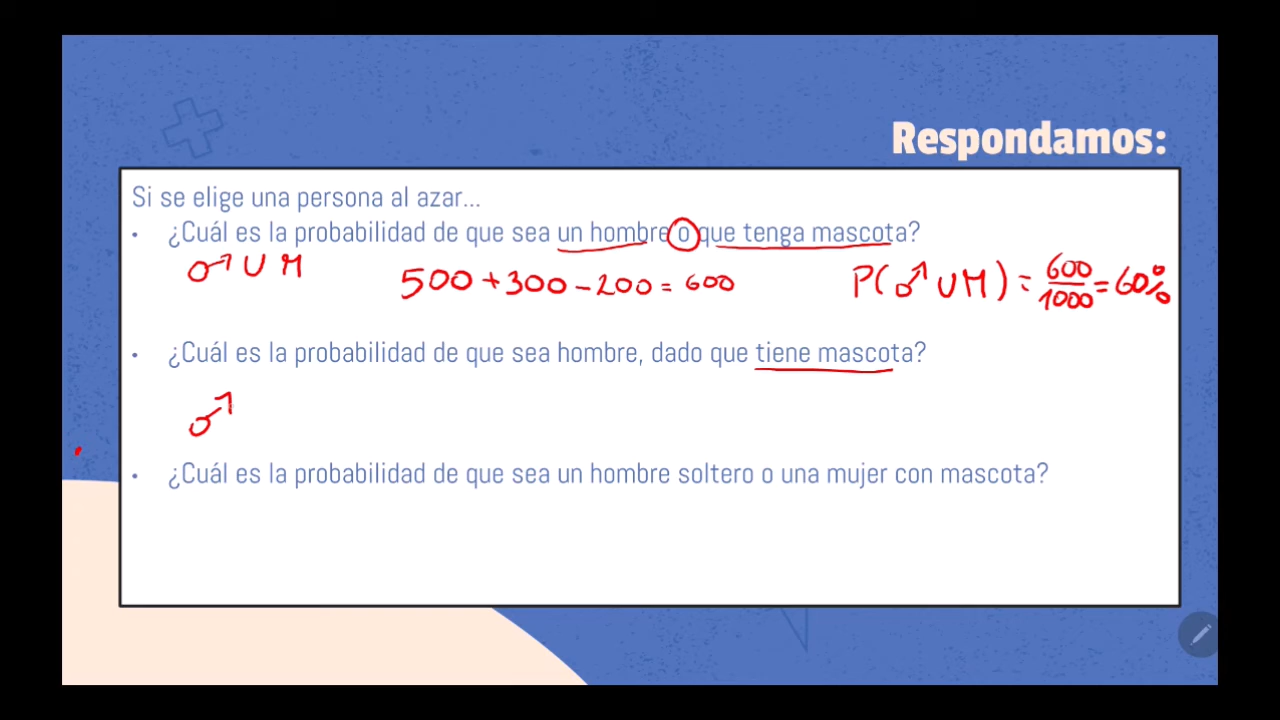 Respondamos:
Si se elige una persona al azar...
• ¿Cuál es la probabilidad de que sea un hombre o que tenga mascota?
♂ U M 500 + 300 - 200 = 600 P(♂ U M) = 600/1000 = 60%
• ¿Cuál es la probabilidad de que sea hombre, dado que tiene mascota?
♂
• ¿Cuál es la probabilidad de que sea un hombre soltero o una mujer con mascota?